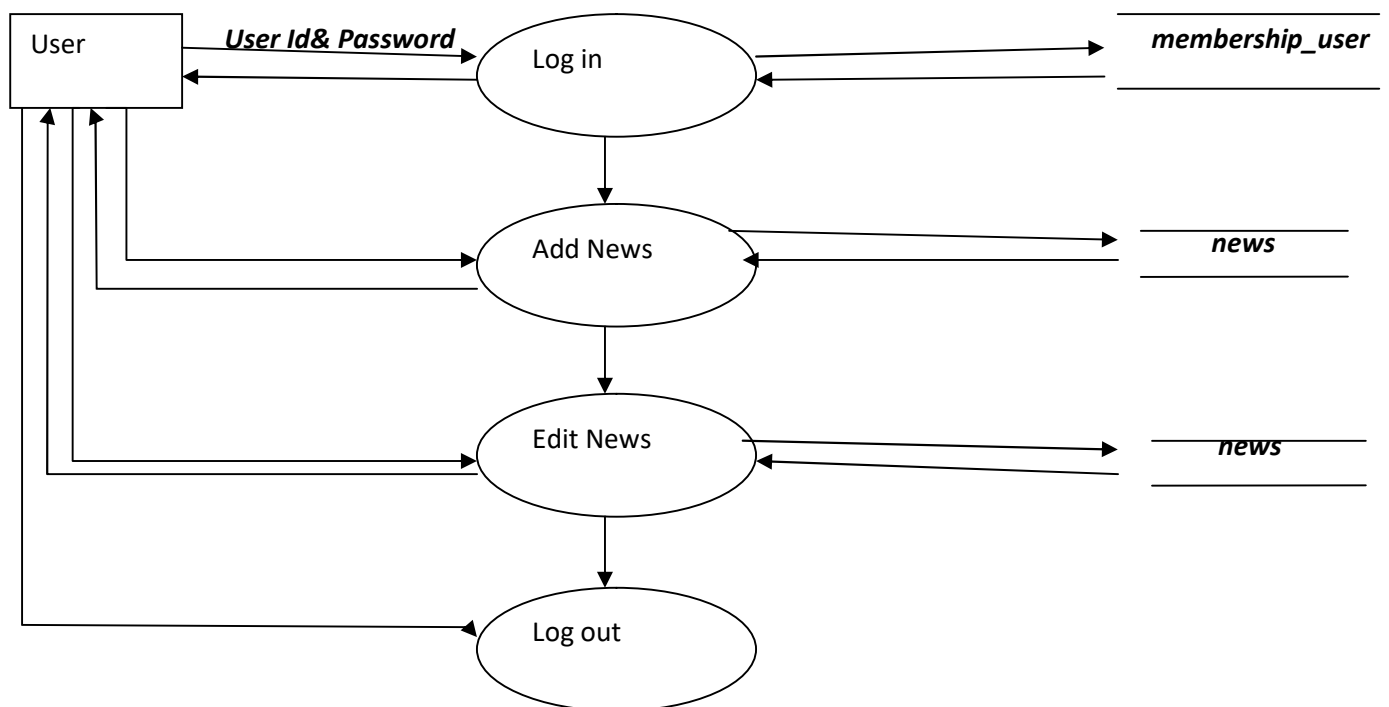 User
User Id& Password
Log in
membership_user
Add News
news
Edit News
news
Log out